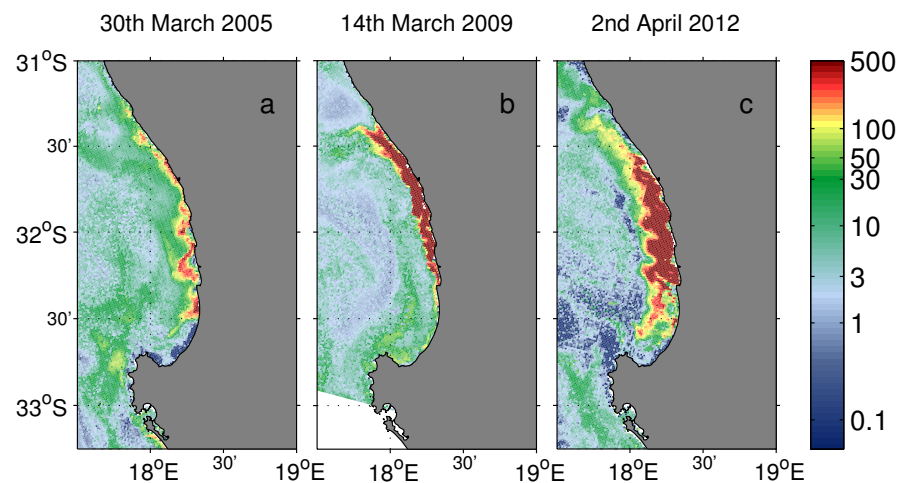 30th March 2005 14th March 2009 2nd April 2012
31°S
30'
32°S
30'
33°S
a
b
c
18°E 30' 19°E 18°E 30' 19°E 18°E 30' 19°E
500
100
50
30
10
3
1
0.1